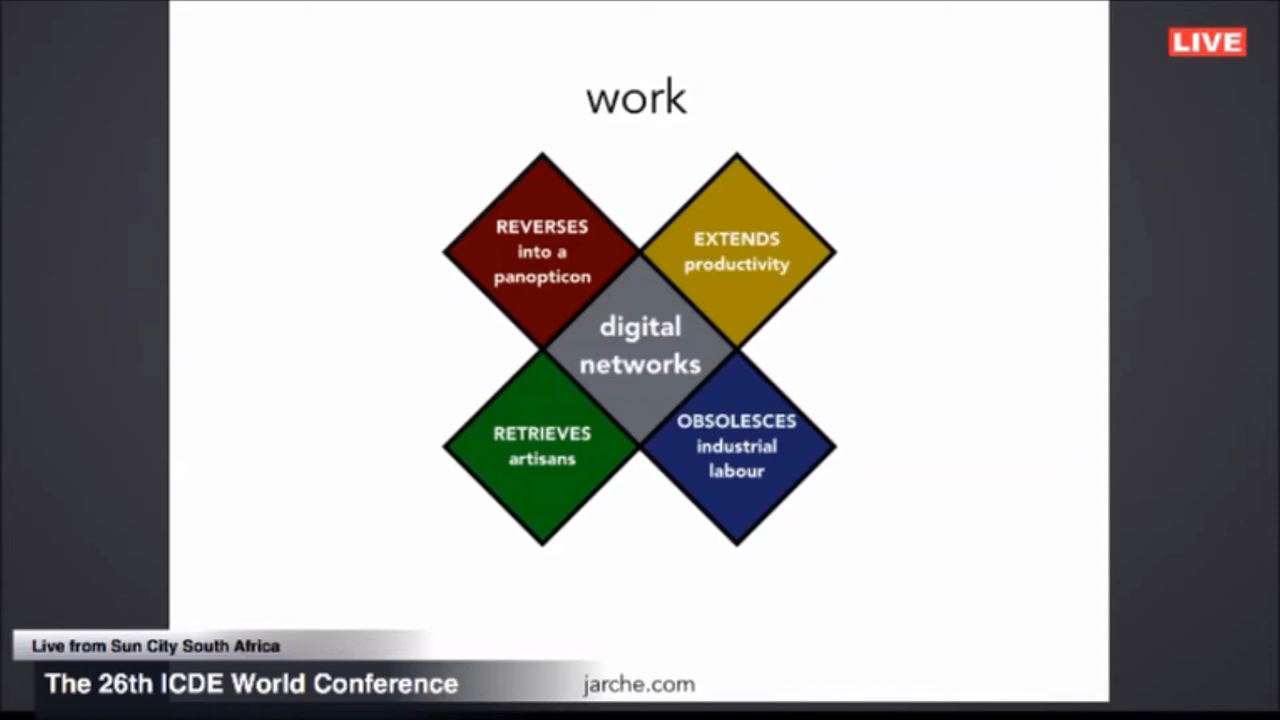 LIVE
work
REVERSES
into a
panopticon
EXTENDS
productivity
digital
networks
RETRIEVES
artisans
OBSOLESCES
industrial
labour
Live from Sun City South Africa
The 26th ICDE World Conference
jarche.com